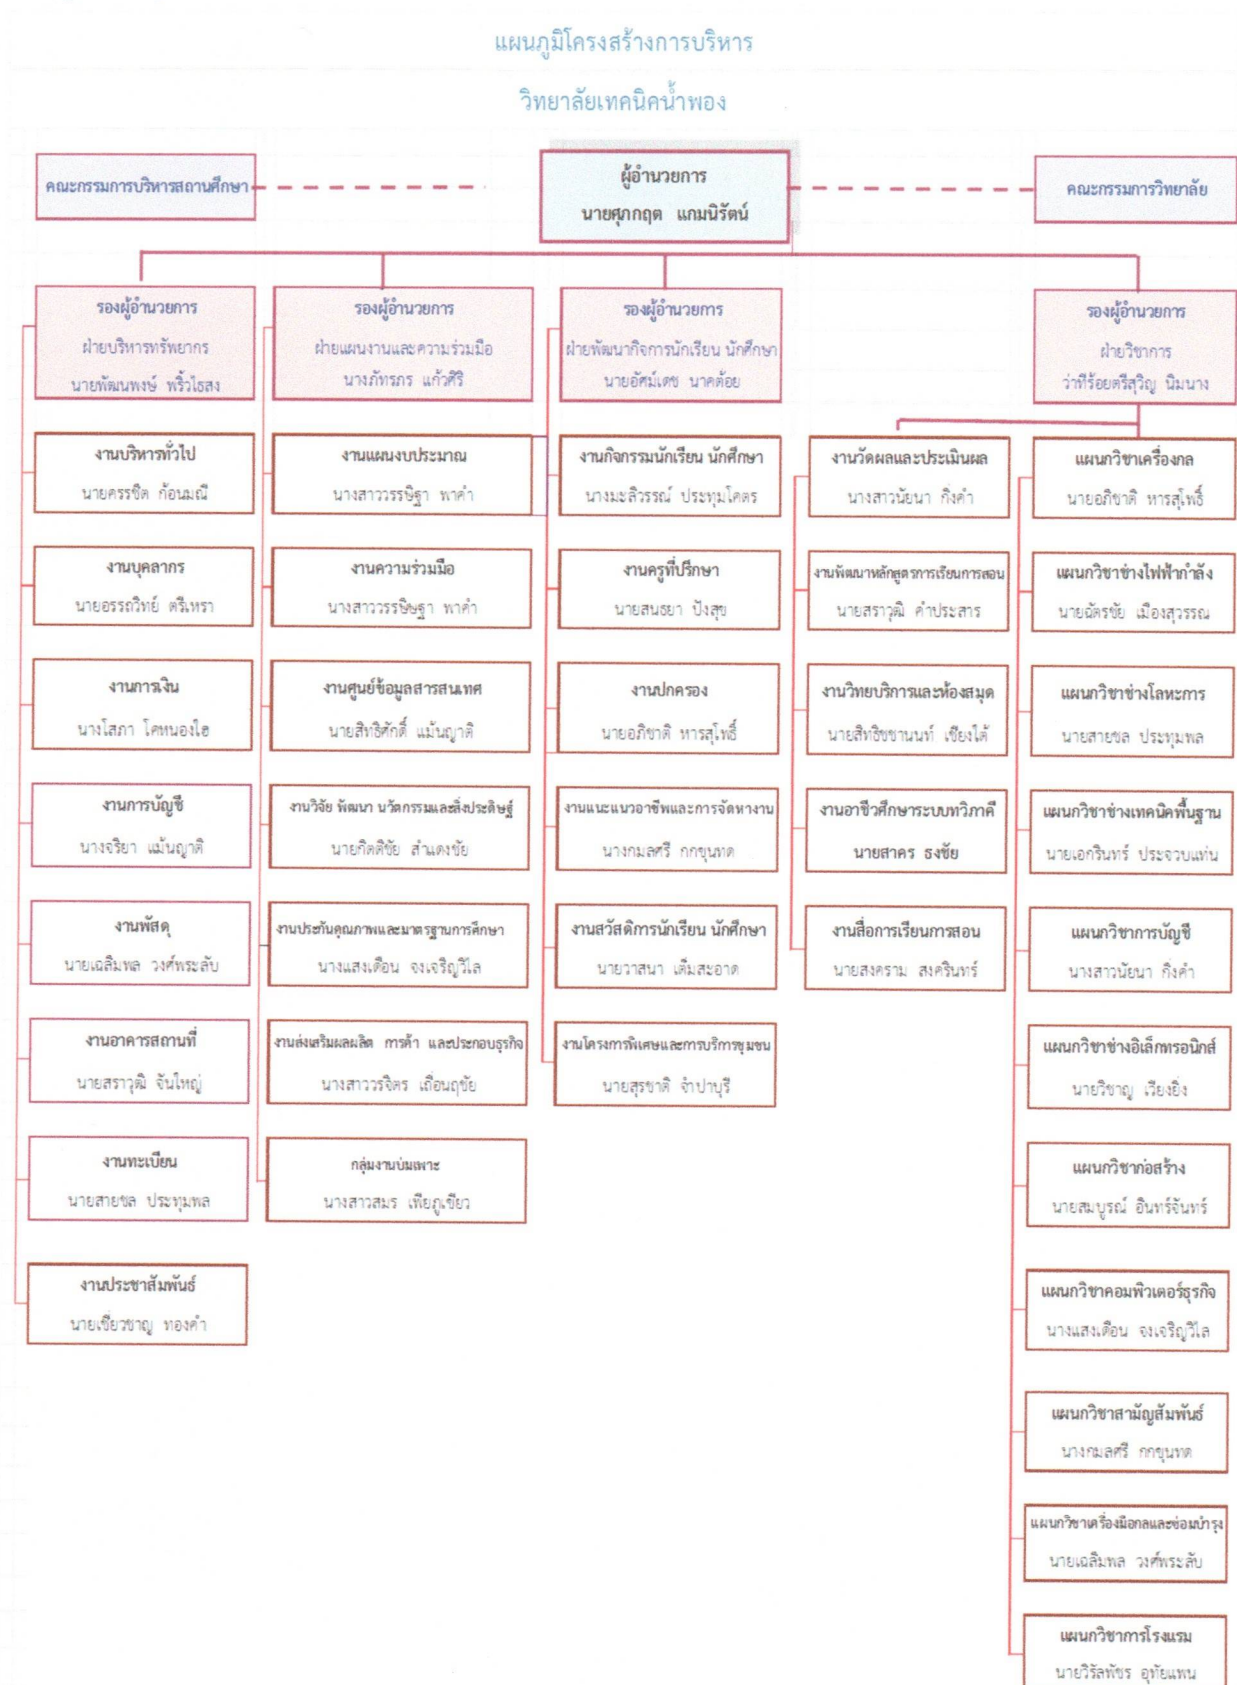 แผนภูมิโครงสร้างการบริหาร
วิทยาลัยเทคนิคน้ำพอง
คณะกรรมการบริหารสถานศึกษา
ผู้อำนวยการ
นายศุภกฤต แกมนิรัตน์
คณะกรรมการวิทยาลัย
รองผู้อำนวยการ
ฝ่ายบริหารทรัพยากร
นายพัฒนพงษ์ พริ้วไธสง
งานบริหารทั่วไป
นายครรชิต ก้อนมณี
งานบุคลากร
นายอรรถวิทย์ ตรีเหรา
งานการเงิน
นางโสภา โคหนองไฮ
งานการบัญชี
นางจริยา แม้นญาติ
งานพัสดุ
นายเฉลิมพล วงศ์พระลับ
งานอาคารสถานที่
นายสราวุฒิ จันใหญ่
งานทะเบียน
นายสายชล ประทุมพล
งานประชาสัมพันธ์
นายเชี่ยวชาญ ทองคำ
รองผู้อำนวยการ
ฝ่ายแผนงานและความร่วมมือ
นางภัทรภร แก้วศิริ
งานแผนงบประมาณ
นางสาววรรษิฐา พาคำ
งานความร่วมมือ
นางสาววรรษิษฐา พาคำ
งานศูนย์ข้อมูลสารสนเทศ
นายสิทธิศักดิ์ แม้นญาติ
งานวิจัย พัฒนา นวัตกรรมและสิ่งประดิษฐ์
นายกิตติชัย สำแดงชัย
งานประกันคุณภาพและมาตรฐานการศึกษา
นางแสงเดือน จงเจริญวิไล
งานส่งเสริมผลผลิต การค้า และประกอบธุรกิจ
นางสาววรจิตร เถื่อนฤชัย
กลุ่มงานบ่มเพาะ
นางสาวสมร เพียภูเขียว
รองผู้อำนวยการ
ฝ่ายพัฒนากิจการนักเรียน นักศึกษา
นายอัศม์เดช นาคต้อย
งานกิจกรรมนักเรียน นักศึกษา
นางมะลิวรรณ์ ประทุมโคตร
งานครูที่ปรึกษา
นายสนธยา ปังสุข
งานปกครอง
นายอภิชาติ หารสุโพธิ์
งานแนะแนวอาชีพและการจัดหางาน
นางกมลศรี กกขุนทด
งานสวัสดิการนักเรียน นักศึกษา
นายวาสนา เต็มสะอาด
งานโครงการพิเศษและการบริการชุมชน
นายสุรชาติ จำปาบุรี
รองผู้อำนวยการ
ฝ่ายวิชาการ
ว่าที่ร้อยตรีสุวิญ นิมนาง
งานวัดผลและประเมินผล
นางสาวนัยนา กิ่งคำ
งานพัฒนาหลักสูตรการเรียนการสอน
นายสราวุฒิ คำประสาร
งานวิทยบริการและห้องสมุด
นายสิทธิชชานนท์ เชียงใต้
งานอาชีวศึกษาระบบทวิภาคี
นายสาคร ธงชัย
งานสื่อการเรียนการสอน
นายสงคราม สงครินทร์
แผนกวิชาเครื่องกล
นายอภิชาติ หารสุโพธิ์
แผนกวิชาช่างไฟฟ้ากำลัง
นายฉัตรชัย เมืองสุวรรณ
แผนกวิชาช่างโลหะการ
นายสายชล ประทุมพล
แผนกวิชาช่างเทคนิคพื้นฐาน
นายเอกรินทร์ ประจวบแท่น
แผนกวิชาการบัญชี
นางสาวนัยนา กิ่งคำ
แผนกวิชาช่างอิเล็กทรอนิกส์
นายวิชาญ เวียงยิ่ง
แผนกวิชาก่อสร้าง
นายสมบูรณ์ อินทร์จันทร์
แผนกวิชาคอมพิวเตอร์ธุรกิจ
นางแสงเดือน จงเจริญวิไล
แผนกวิชาสามัญสัมพันธ์
นางกมลศรี กกขุนทด
แผนกวิชาเครื่องมือกลและซ่อมบำรุง
นายเฉลิมพล วงศ์พระลับ
แผนกวิชาการโรงแรม
นายวิรัลพัชร อุทัยแพน